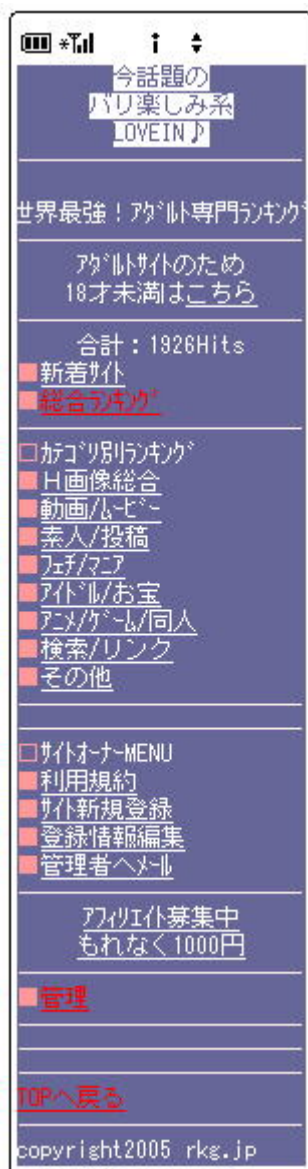 今話題の
バリ楽しみ系
LOVEIN♪
世界最強！ｱﾀﾞﾙﾄ専門ﾗﾝｷﾝｸﾞ
ｱﾀﾞﾙﾄｻｲﾄのため
18才未満はこちら
合計：1926Hits
■新着ｻｲﾄ
■総合ﾗﾝｷﾝｸﾞ
□ｶﾃｺﾞﾘ別ﾗﾝｷﾝｸﾞ
■Ｈ画像総合
■動画/ﾑｰﾋﾞｰ
■素人/投稿
■ﾌｪﾁ/ﾏﾆｱ
■ｱｲﾄﾞﾙ/お宝
■ｱﾆﾒ/ｹﾞｰﾑ/同人
■検索/リンク
■その他
□ｻｲﾄｵｰﾅｰMENU
■利用規約
■ｻｲﾄ新規登録
■登録情報編集
■管理者へﾒｰﾙ
ｱﾌｨﾘｴｲﾄ募集中
もれなく1000円
■管理
TOPへ戻る
copyright2005 rkg.jp